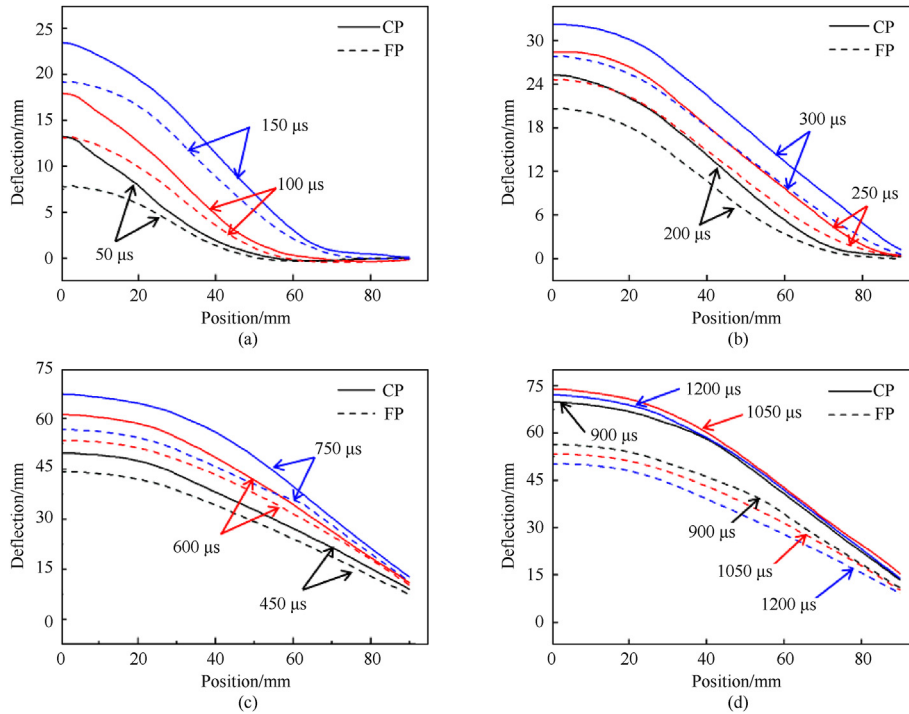 CP
FP
25
20
15
10
5
0
Deflection/mm
150 μs
100 μs
50 μs
0 20 40 60 80
Position/mm
(a)
CP
FP
30
24
18
12
6
0
Deflection/mm
300 μs
250 μs
200 μs
0 20 40 60 80
Position/mm
(b)
CP
FP
75
60
45
30
15
0
Deflection/mm
750 μs
600 μs
450 μs
0 20 40 60 80
Position/mm
(c)
CP
FP
75
60
45
30
15
0
Deflection/mm
1200 μs
1050 μs
900 μs
900 μs
1050 μs
1200 μs
0 20 40 60 80
Position/mm
(d)